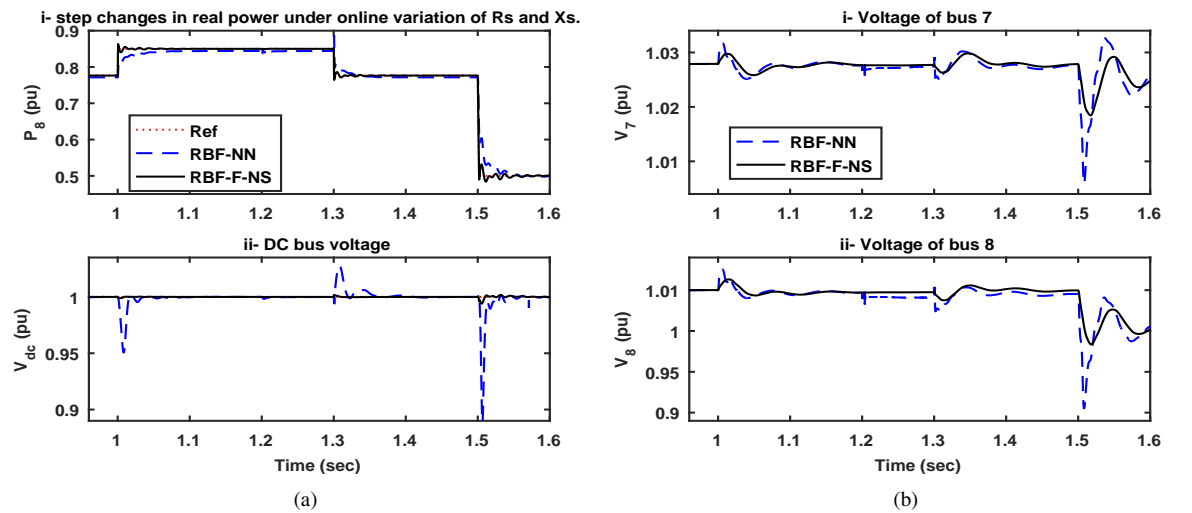 i- step changes in real power under online variation of Rs and Xs.
0.9
0.8
0.7
0.6
0.5
P8 (pu)
Ref
RBF-NN
RBF-F-NS
1 1.1 1.2 1.3 1.4 1.5 1.6
ii- DC bus voltage
1
0.95
0.9
Vdc (pu)
1 1.1 1.2 1.3 1.4 1.5 1.6
Time (sec)
(a)
i- Voltage of bus 7
1.03
1.02
1.01
V7 (pu)
RBF-NN
RBF-F-NS
1 1.1 1.2 1.3 1.4 1.5 1.6
ii- Voltage of bus 8
1.01
1
0.95
0.9
V8 (pu)
1 1.1 1.2 1.3 1.4 1.5 1.6
Time (sec)
(b)